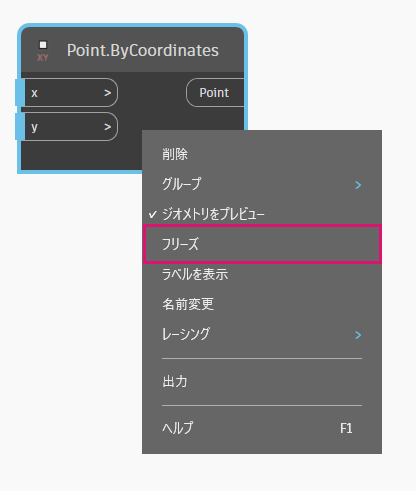 XY
Point.ByCoordinates
x >
Point
y >
削除
グループ >
✓ ジオメトリをプレビュー
フリーズ
ラベルを表示
名前変更
レーシング >
出力
ヘルプ F1